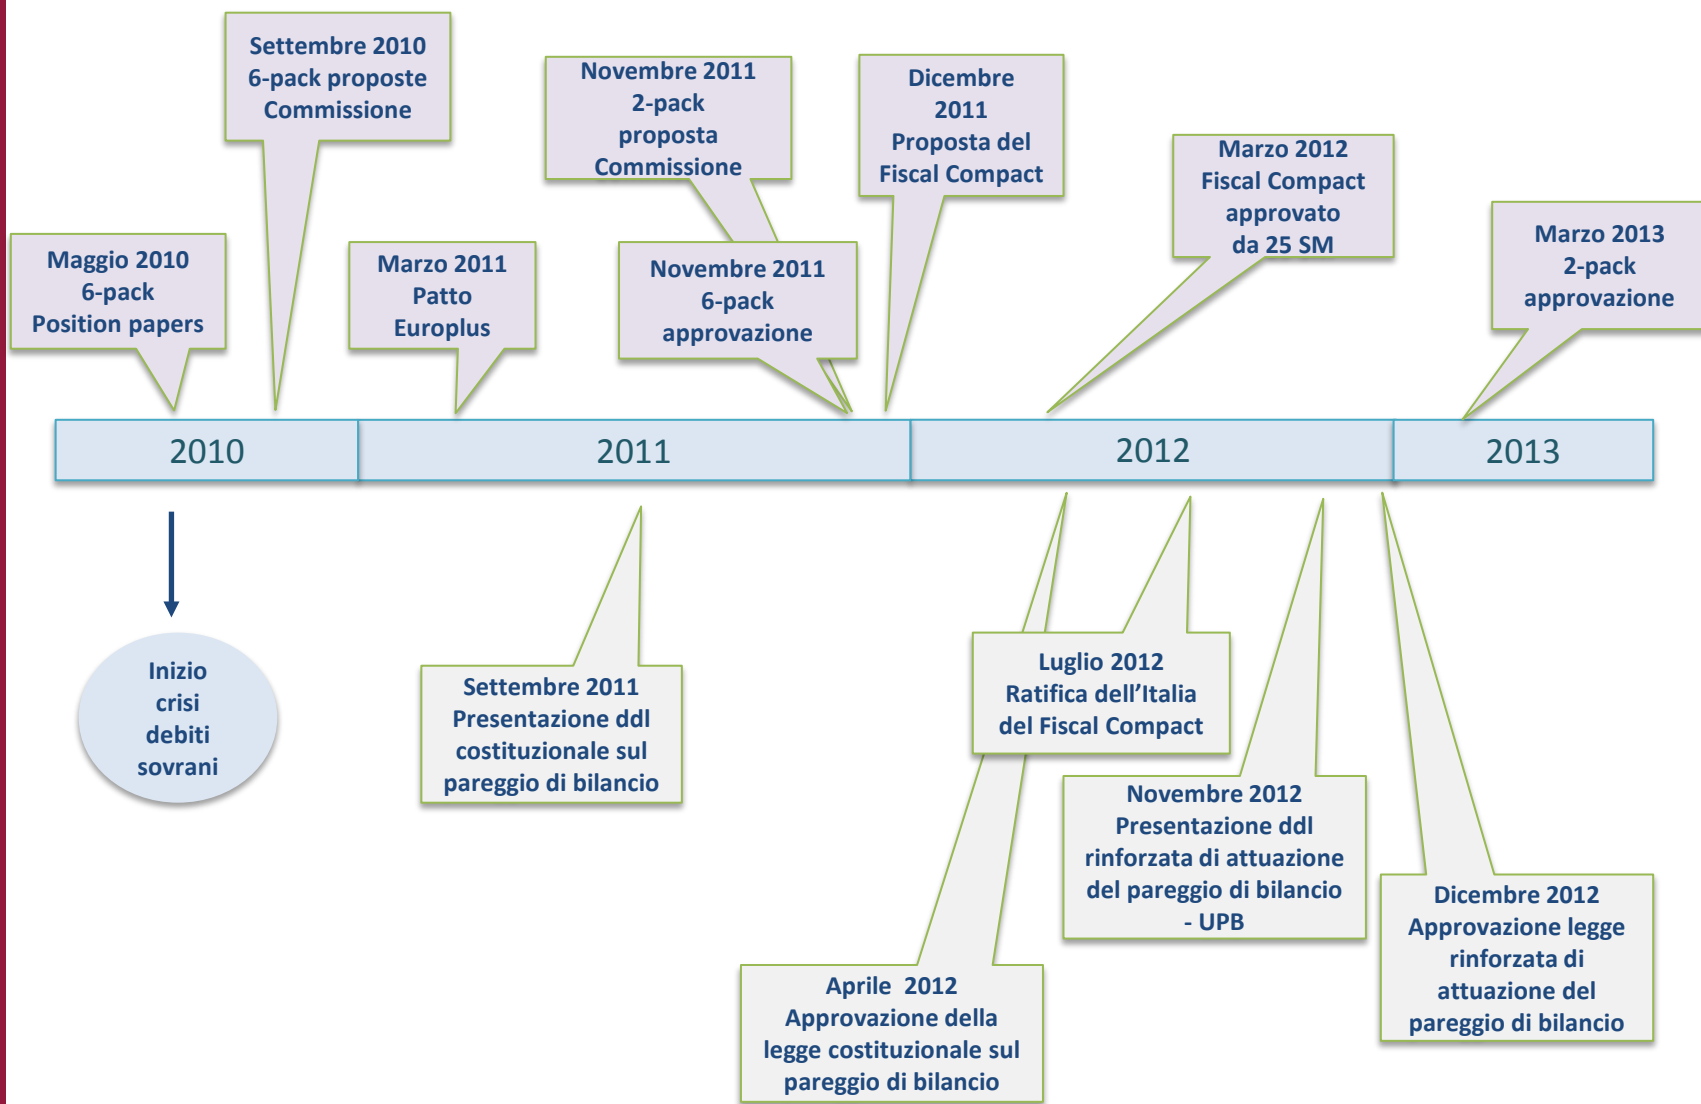 Settembre 2010
6-pack proposte
Commissione
Novembre 2011
2-pack
proposta
Commissione
Dicembre
2011
Proposta del
Fiscal Compact
Marzo 2012
Fiscal Compact
approvato
da 25 SM
Marzo 2013
2-pack
approvazione
Maggio 2010
6-pack
Position papers
Marzo 2011
Patto
Europlus
Novembre 2011
6-pack
approvazione
2010
2011
2012
2013
Inizio
crisi
debiti
sovrani
Settembre 2011
Presentazione ddl
costituzionale sul
pareggio di bilancio
Luglio 2012
Ratifica dell’Italia
del Fiscal Compact
Novembre 2012
Presentazione ddl
rinforzata di attuazione
del pareggio di bilancio
- UPB
Dicembre 2012
Approvazione legge
rinforzata di
attuazione del
pareggio di bilancio
Aprile  2012
Approvazione della
legge costituzionale sul
pareggio di bilancio